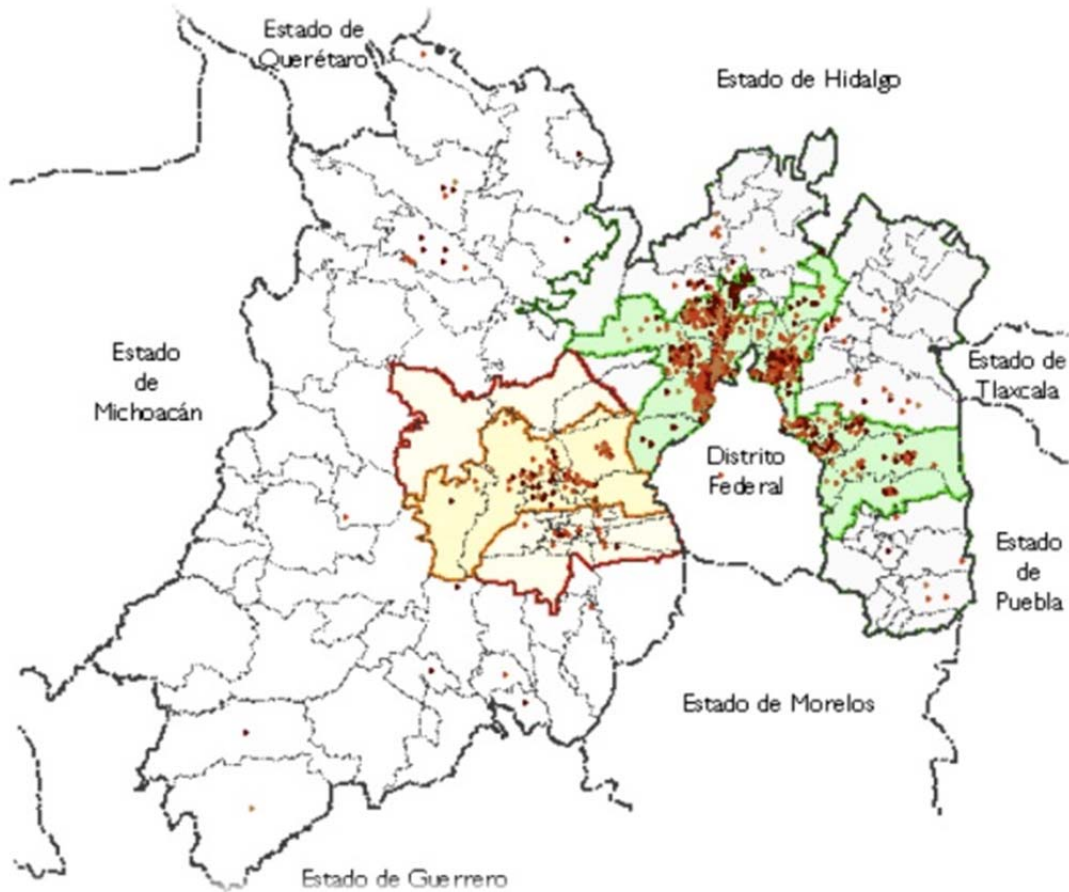 Estado de
Querétaro
Estado de Hidalgo
Estado
de
Michoacán
Estado de
Tlaxcala
Distrito
Federal
Estado
de
Puebla
Estado de Morelos
Estado de Guerrero